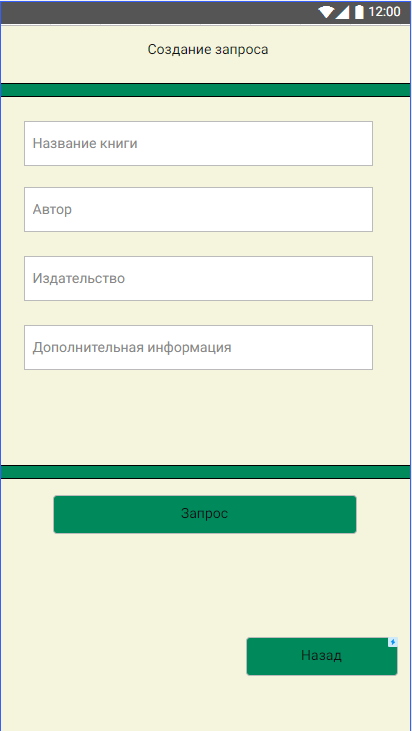 12:00
Создание запроса
Название книги
Автор
Издательство
Дополнительная информация
Запрос
Назад